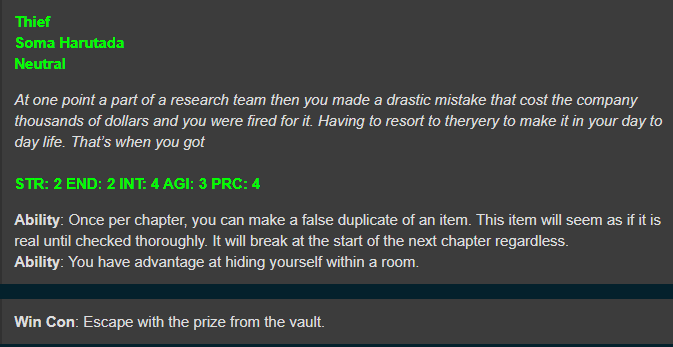 Thief
Soma Harutada
Neutral
At one point a part of a research team then you made a drastic mistake that cost the company
thousands of dollars and you were fired for it. Having to resort to theryery to make it in your day to
day life. That’s when you got
STR: 2 END: 2 INT: 4 AGI: 3 PRC: 4
Ability: Once per chapter, you can make a false duplicate of an item. This item will seem as if it is
real until checked thoroughly. It will break at the start of the next chapter regardless.
Ability: You have advantage at hiding yourself within a room.
Win Con: Escape with the prize from the vault.